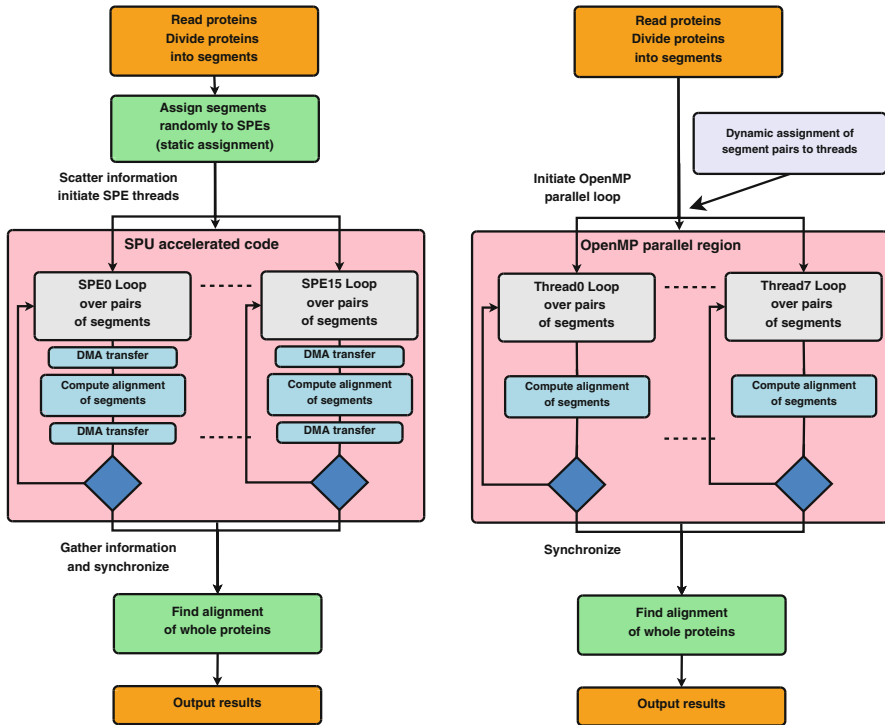 Read proteins
Divide proteins
into segments
Assign segments
randomly to SPEs
(static assignment)
Scatter information
initiate SPE threads
SPU accelerated code
SPE0 Loop
over pairs
of segments
SPE15 Loop
over pairs
of segments
DMA transfer
DMA transfer
Compute alignment
of segments
Compute alignment
of segments
DMA transfer
DMA transfer
Gather information
and synchronize
Find alignment
of whole proteins
Output results
Read proteins
Divide proteins
into segments
Dynamic assignment of
segment pairs to threads
Initiate OpenMP
parallel loop
OpenMP parallel region
Thread0 Loop
over pairs
of segments
Thread7 Loop
over pairs
of segments
Compute alignment
of segments
Compute alignment
of segments
Synchronize
Find alignment
of whole proteins
Output results